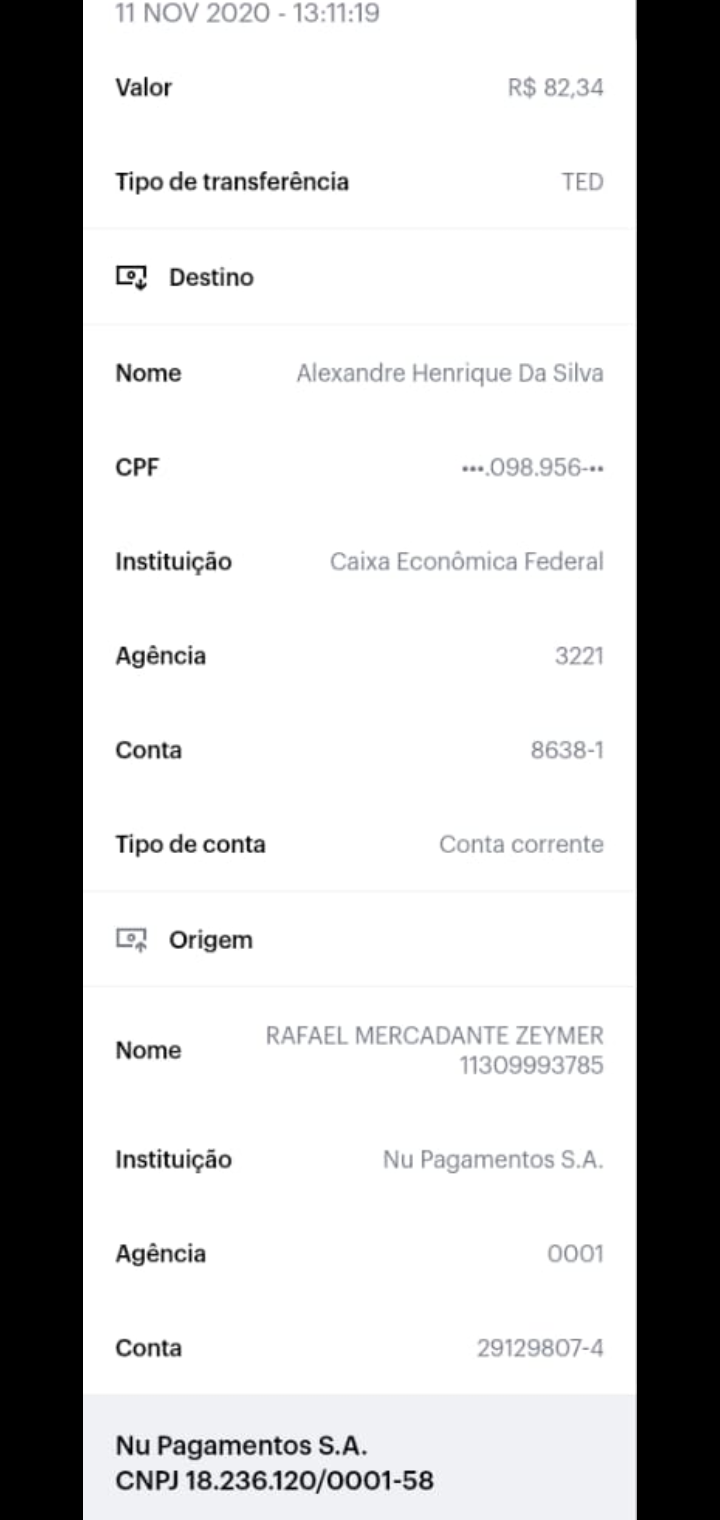 11 NOV 2020 - 13:11:19
Valor R$ 82,34
Tipo de transferência TED
Destino
Nome Alexandre Henrique Da Silva
CPF •••.098.956-••
Instituição Caixa Econômica Federal
Agência 3221
Conta 8638-1
Tipo de conta Conta corrente
Origem
Nome RAFAEL MERCADANTE ZEYMER
11309993785
Instituição Nu Pagamentos S.A.
Agência 0001
Conta 29129807-4
Nu Pagamentos S.A.
CNPJ 18.236.120/0001-58